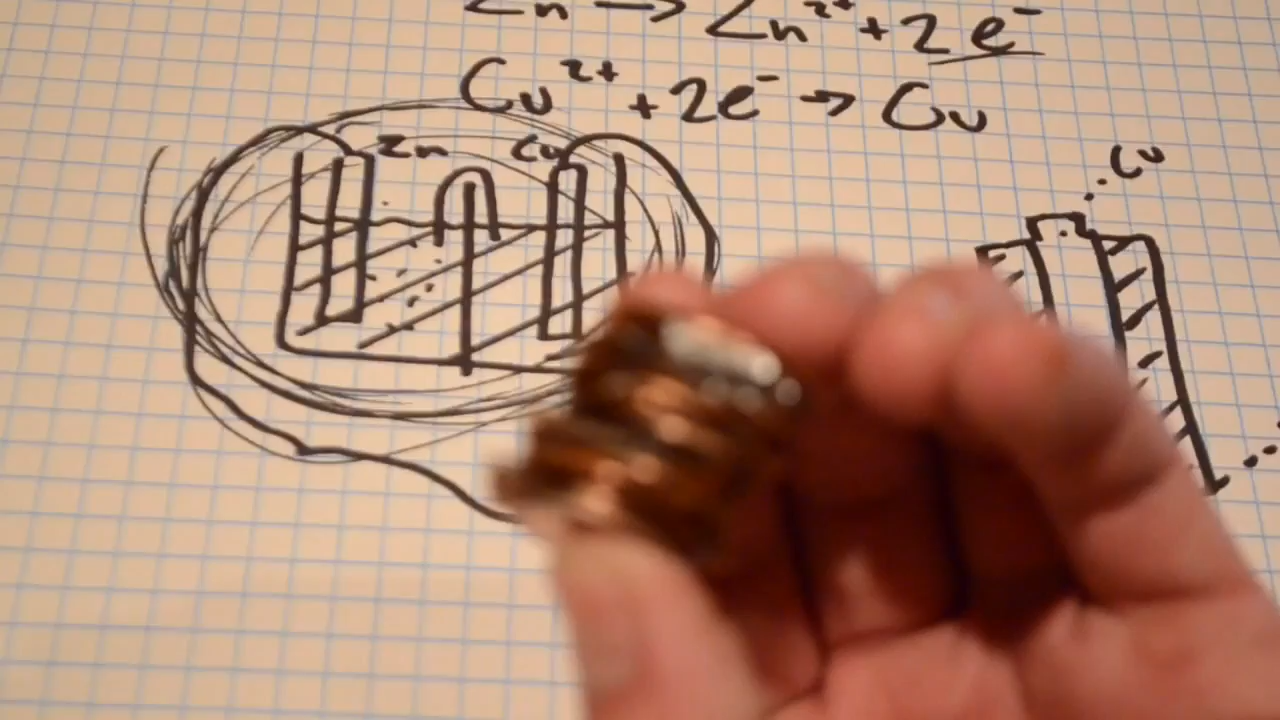 Zn → Zn²⁺ + 2e⁻
Cu²⁺ + 2e⁻ → Cu
Zn Cu
Cu